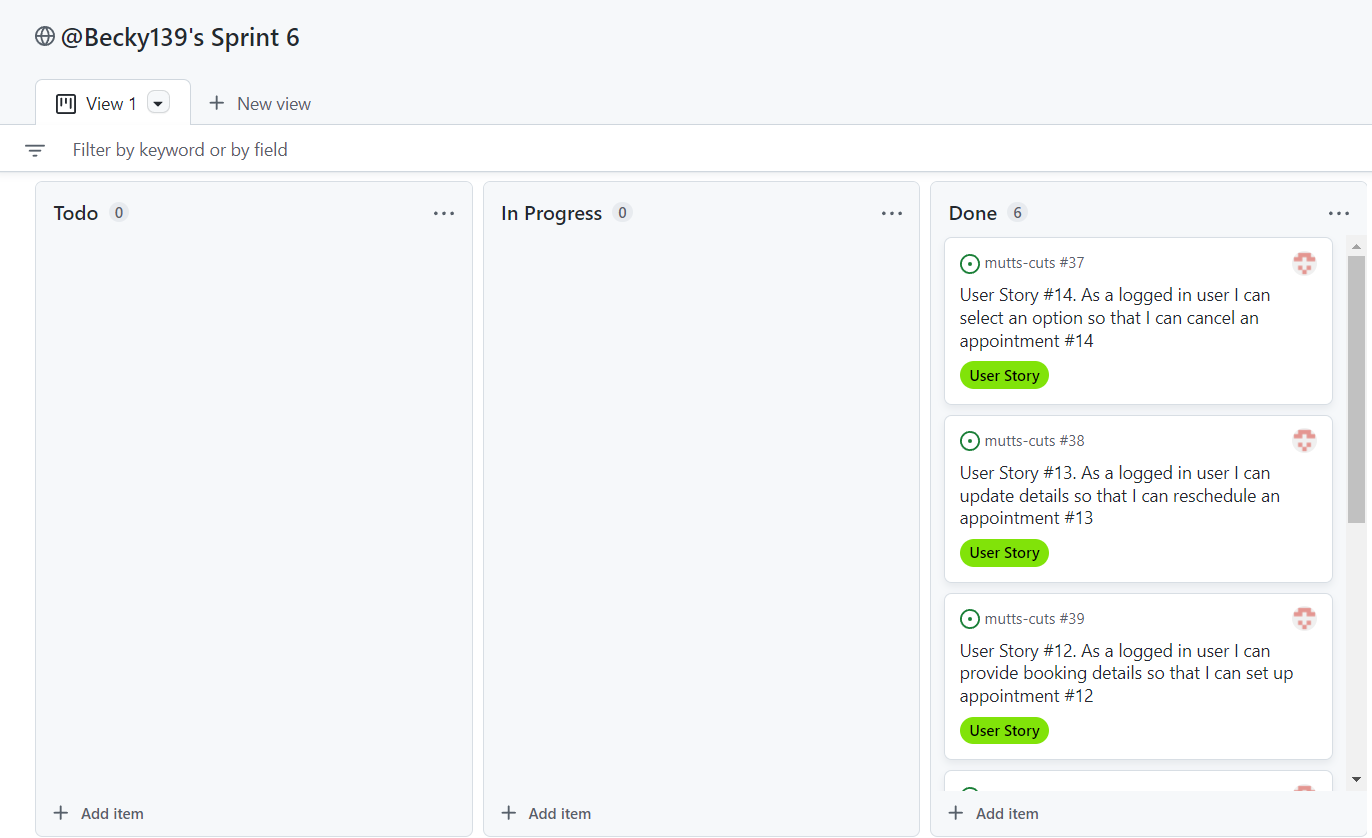 @Becky139's Sprint 6
View 1
New view
Filter by keyword or by field
Todo 0
In Progress 0
Done 6
mutts-cuts #37
User Story #14. As a logged in user I can
select an option so that I can cancel an
appointment #14
User Story
mutts-cuts #38
User Story #13. As a logged in user I can
update details so that I can reschedule an
appointment #13
User Story
mutts-cuts #39
User Story #12. As a logged in user I can
provide booking details so that I can set up
appointment #12
User Story
Add item
Add item
Add item